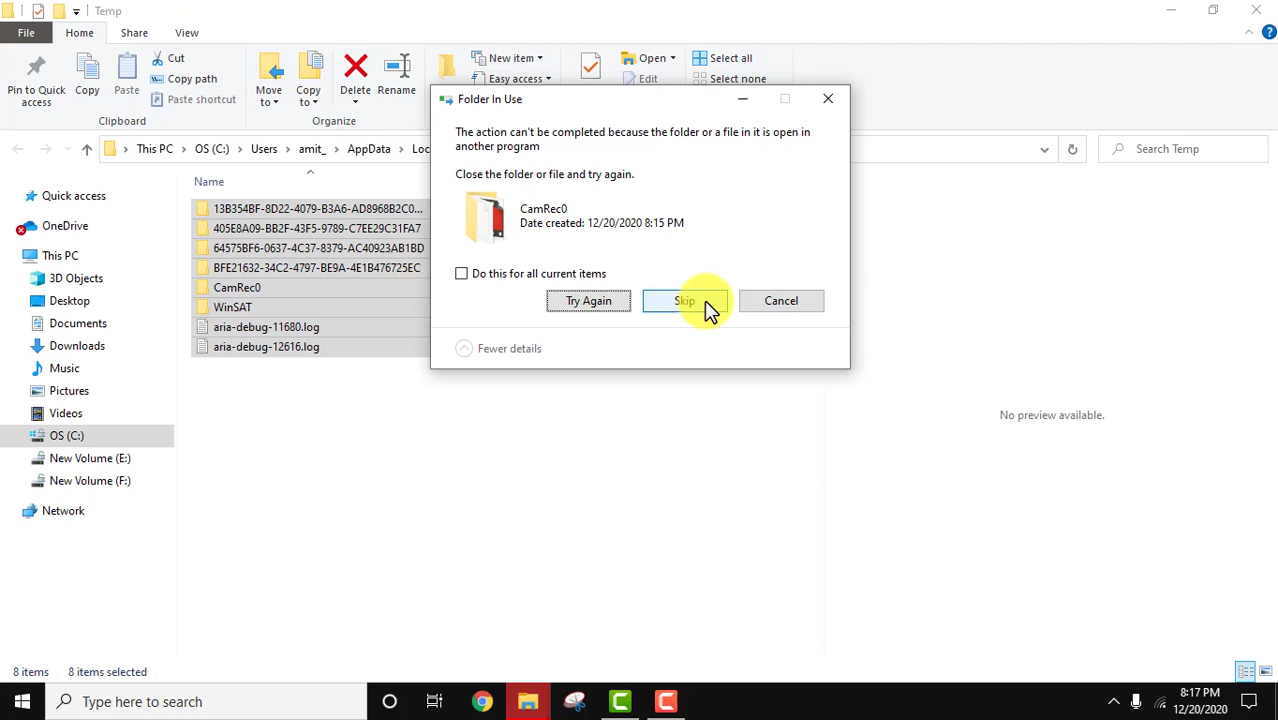 Temp
File
Home
Share
View
Pin to Quick access
Copy
Paste
Cut
Copy path
Paste shortcut
Clipboard
Move to
Copy to
Delete
Rename
Organize
New item
Easy access
Open
Edit
Select all
Select none
This PC
OS (C:)
Users
amit_
AppData
Loc
Search Temp
Quick access
OneDrive
This PC
3D Objects
Desktop
Documents
Downloads
Music
Pictures
Videos
OS (C:)
New Volume (E:)
New Volume (F:)
Network
Name
13B354BF-8D22-4079-B3A6-AD8968B2C0...
405E8A09-BB2F-43F5-9789-C7EE29C31FA7
64575BF6-0637-4C37-8379-AC40923AB1BD
BFE21632-34C2-4797-BE9A-4E1B476725EC
CamRec0
WinSAT
aria-debug-11680.log
aria-debug-12616.log
Folder In Use
The action can't be completed because the folder or a file in it is open in
another program
Close the folder or file and try again.
CamRec0
Date created: 12/20/2020 8:15 PM
Do this for all current items
Try Again
Skip
Cancel
Fewer details
No preview available.
8 items
8 items selected
Type here to search
8:17 PM
12/20/2020